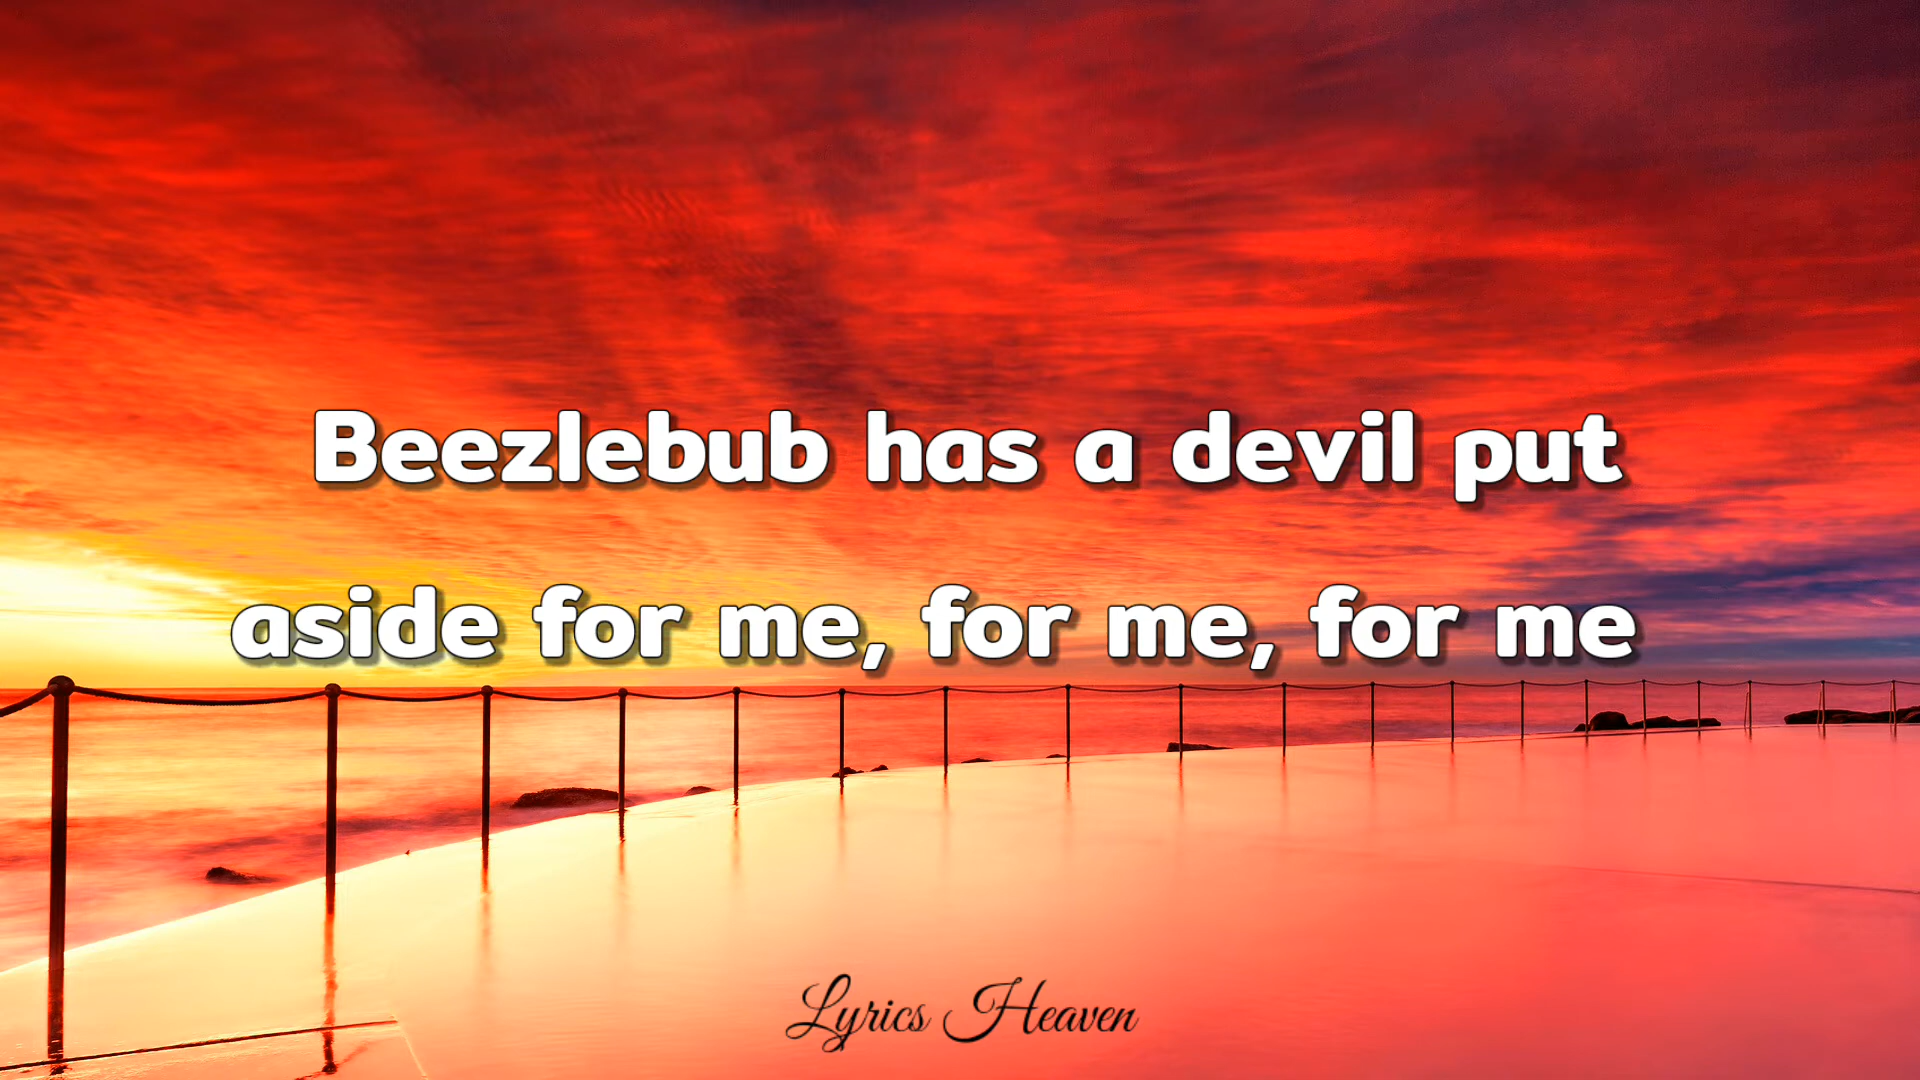 Beezlebub has a devil put
aside for me, for me, for me
Lyrics Heaven